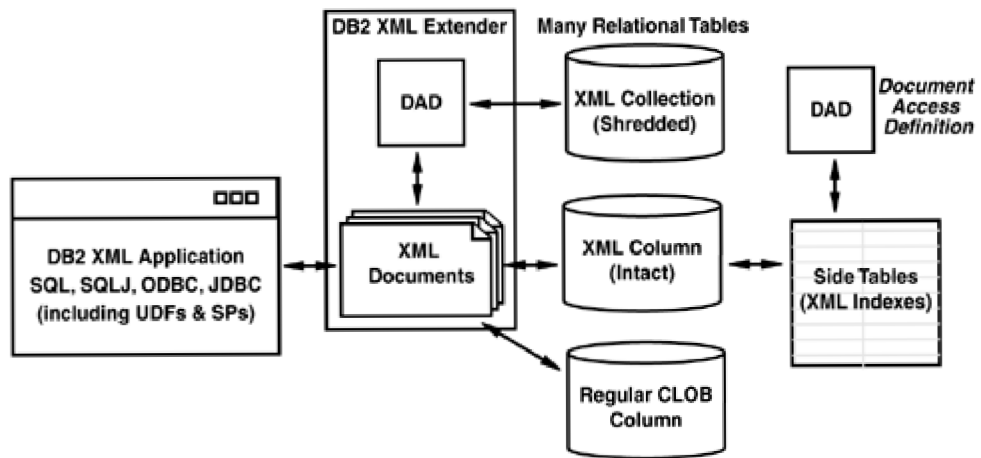 DB2 XML Extender
Many Relational Tables
DAD
XML Collection
(Shredded)
DAD
Document
Access
Definition
DB2 XML Application
SQL, SQLJ, ODBC, JDBC
(including UDFs & SPs)
XML
Documents
XML Column
(Intact)
Side Tables
(XML Indexes)
Regular CLOB
Column